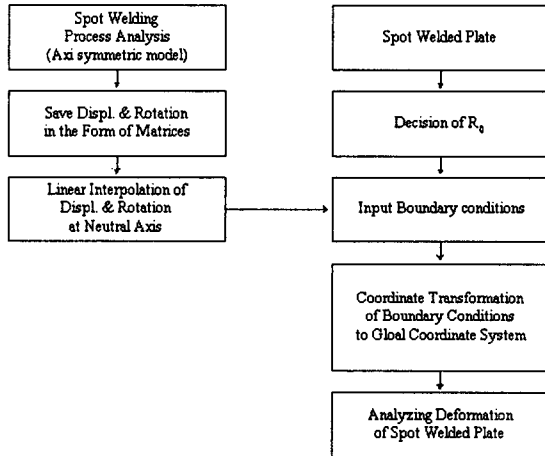 Spot Welding
Process Analysis
(Axi symmetric model)
Save Displ. & Rotation
in the Form of Matrices
Linear Interpolation of
Displ. & Rotation
at Neutral Axis
Spot Welded Plate
Decision of R₀
Input Boundary conditions
Coordinate Transformation
of Boundary Conditions
to Gloal Coordinate System
Analyzing Deformation
of Spot Welded Plate